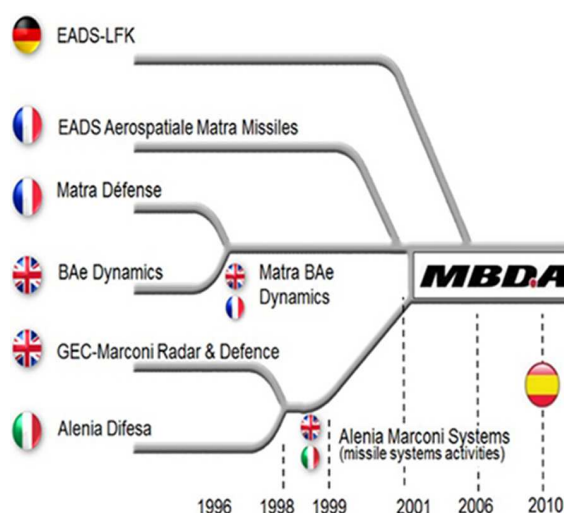 EADS-LFK
EADS Aerospatiale Matra Missiles
Matra Défense
BAe Dynamics
Matra BAe
Dynamics
MBDA
GEC-Marconi Radar & Defence
Alenia Difesa
Alenia Marconi Systems
(missile systems activities)
1996 1998 1999 2001 2006 2010